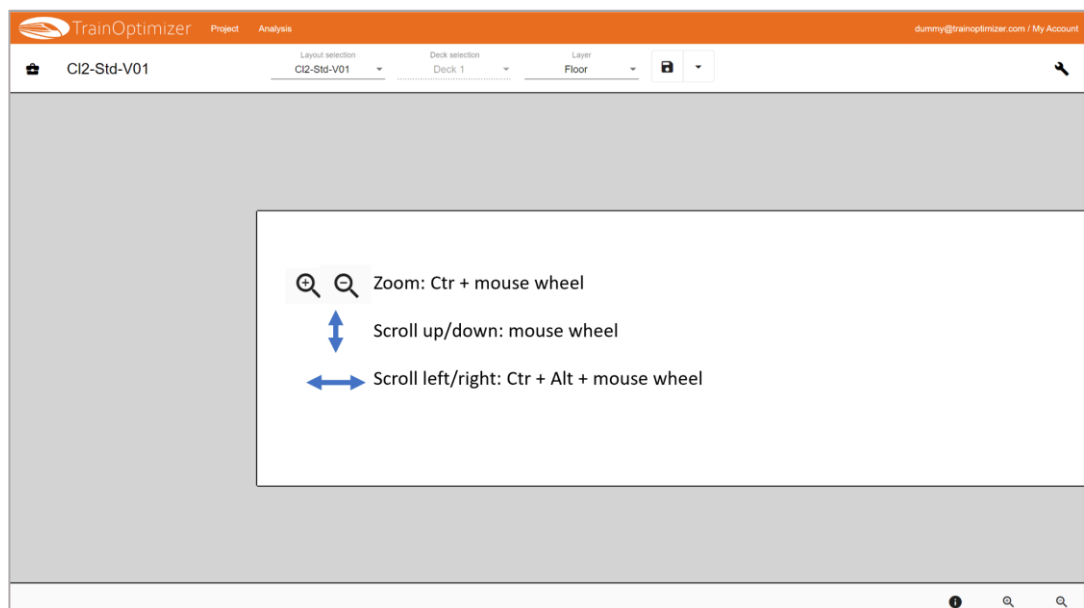 TrainOptimizer Project Analysis dummy@trainoptimizer.com / My Account
Cl2-Std-V01
Layout selection
Cl2-Std-V01
Deck selection
Deck 1
Layer
Floor
Zoom: Ctr + mouse wheel
Scroll up/down: mouse wheel
Scroll left/right: Ctr + Alt + mouse wheel